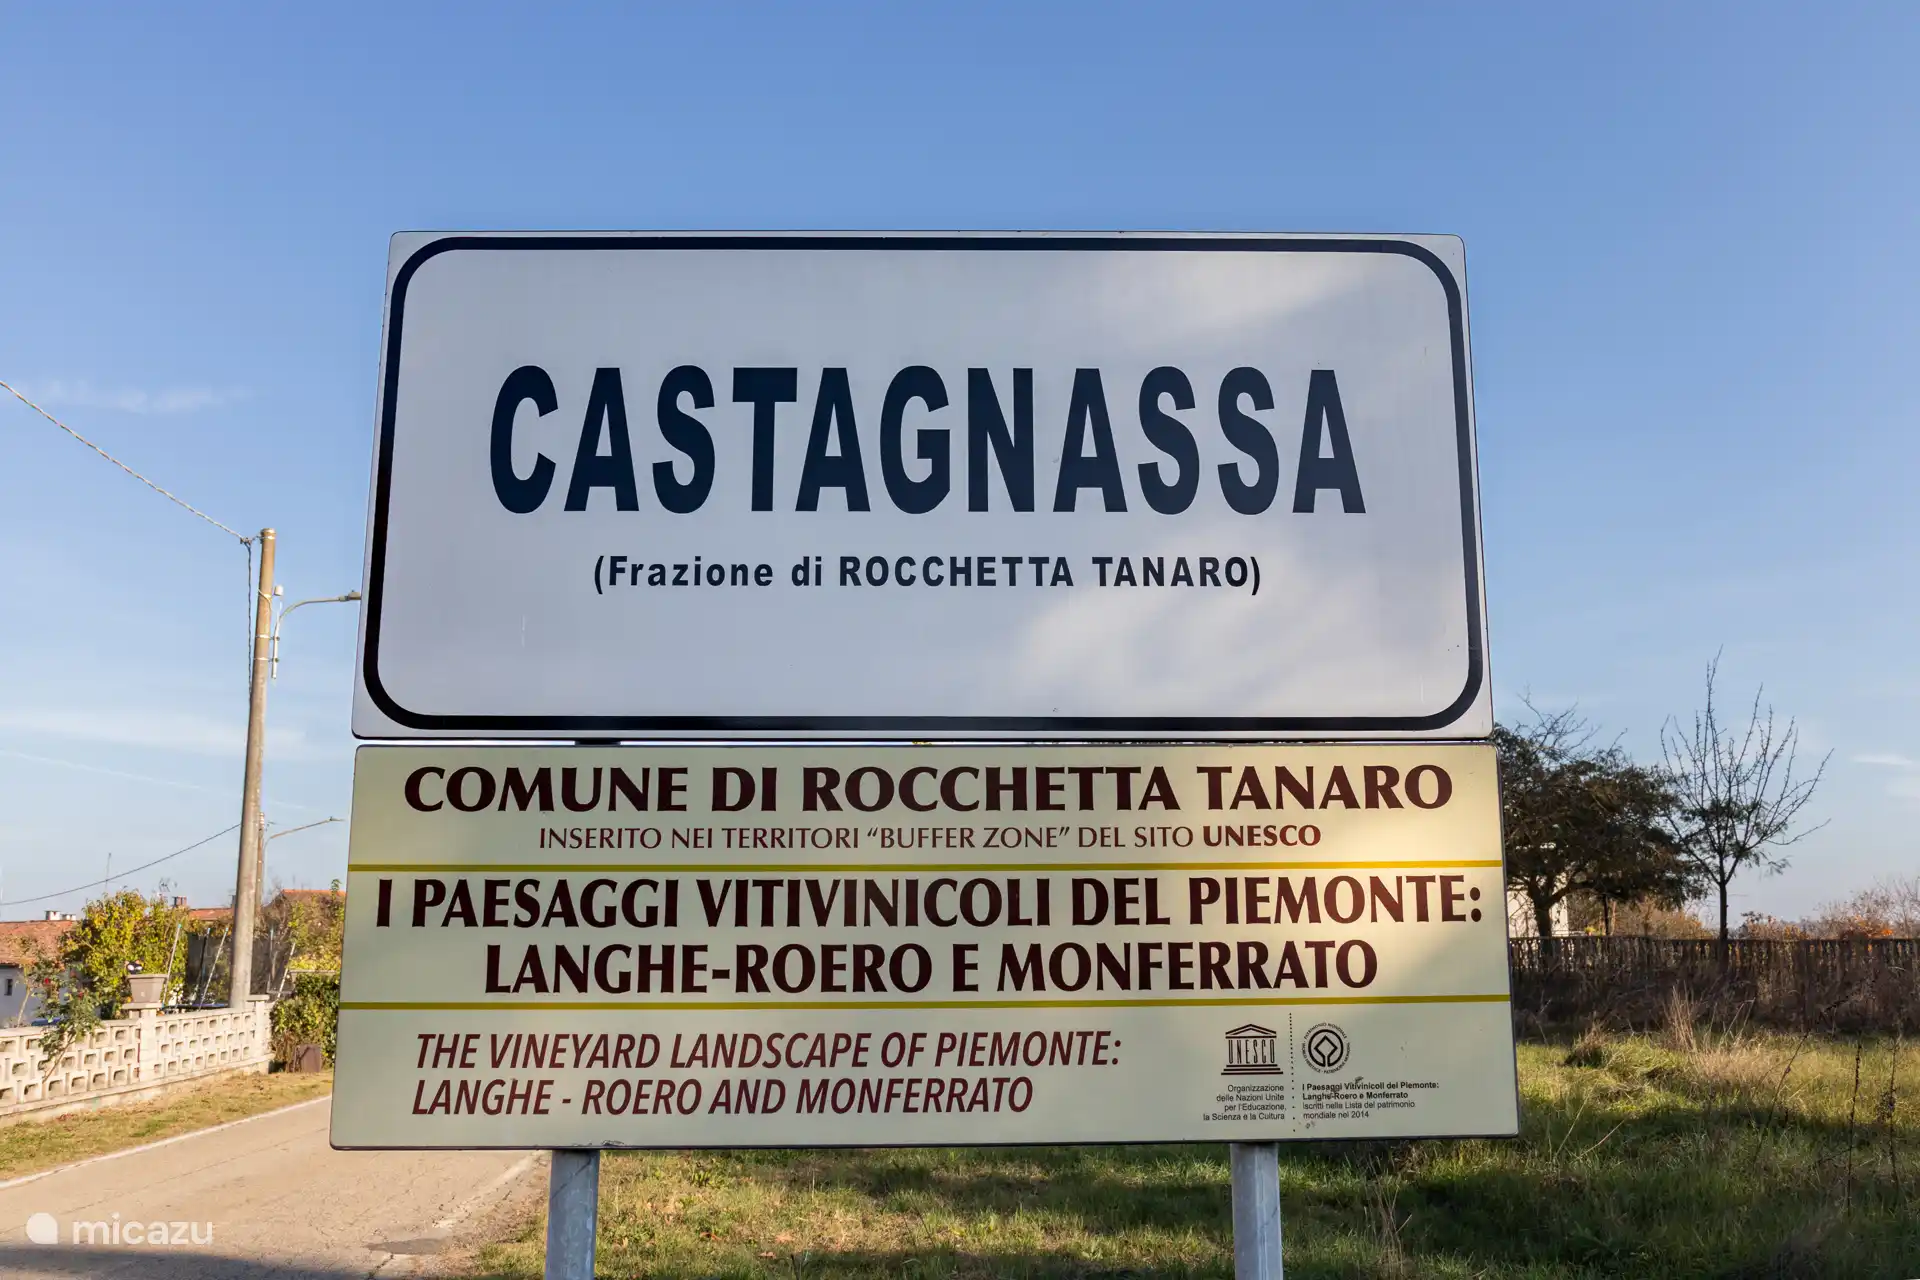 CASTAGNASSA
(Frazione di ROCCHETTA TANARO)
COMUNE DI ROCCHETTA TANARO
INSERITO NEI TERRITORI “BUFFER ZONE” DEL SITO UNESCO
I PAESAGGI VITIVINICOLI DEL PIEMONTE:
LANGHE-ROERO E MONFERRATO
THE VINEYARD LANDSCAPE OF PIEMONTE:
LANGHE - ROERO AND MONFERRATO
UNESCO
Organizzazione
delle Nazioni Unite
per l'Educazione,
la Scienza e la Cultura
I Paesaggi Vitivinicoli del Piemonte:
Langhe-Roero e Monferrato
Iscritti nelle Lista del patrimonio
mondiale nel 2014
micazu